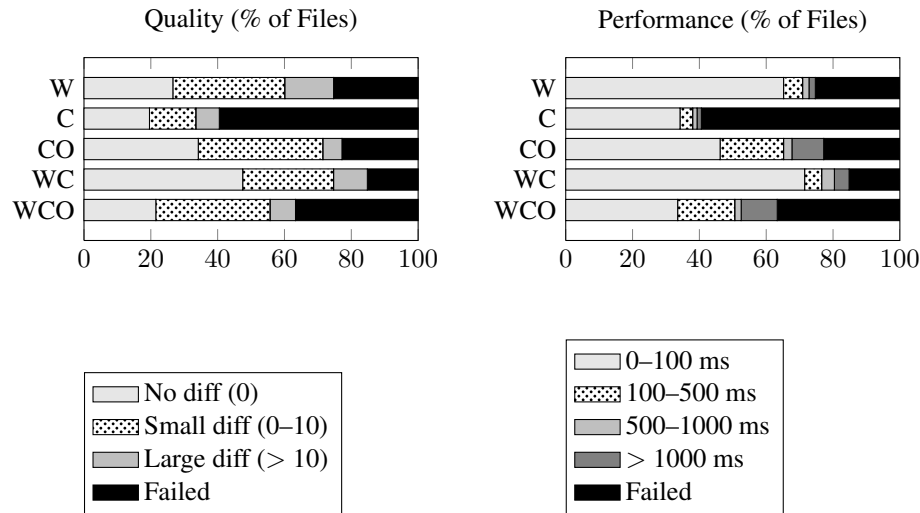 Quality (% of Files)
W
C
CO
WC
WCO
0 20 40 60 80 100
No diff (0)
Small diff (0–10)
Large diff (> 10)
Failed
Performance (% of Files)
W
C
CO
WC
WCO
0 20 40 60 80 100
0–100 ms
100–500 ms
500–1000 ms
> 1000 ms
Failed